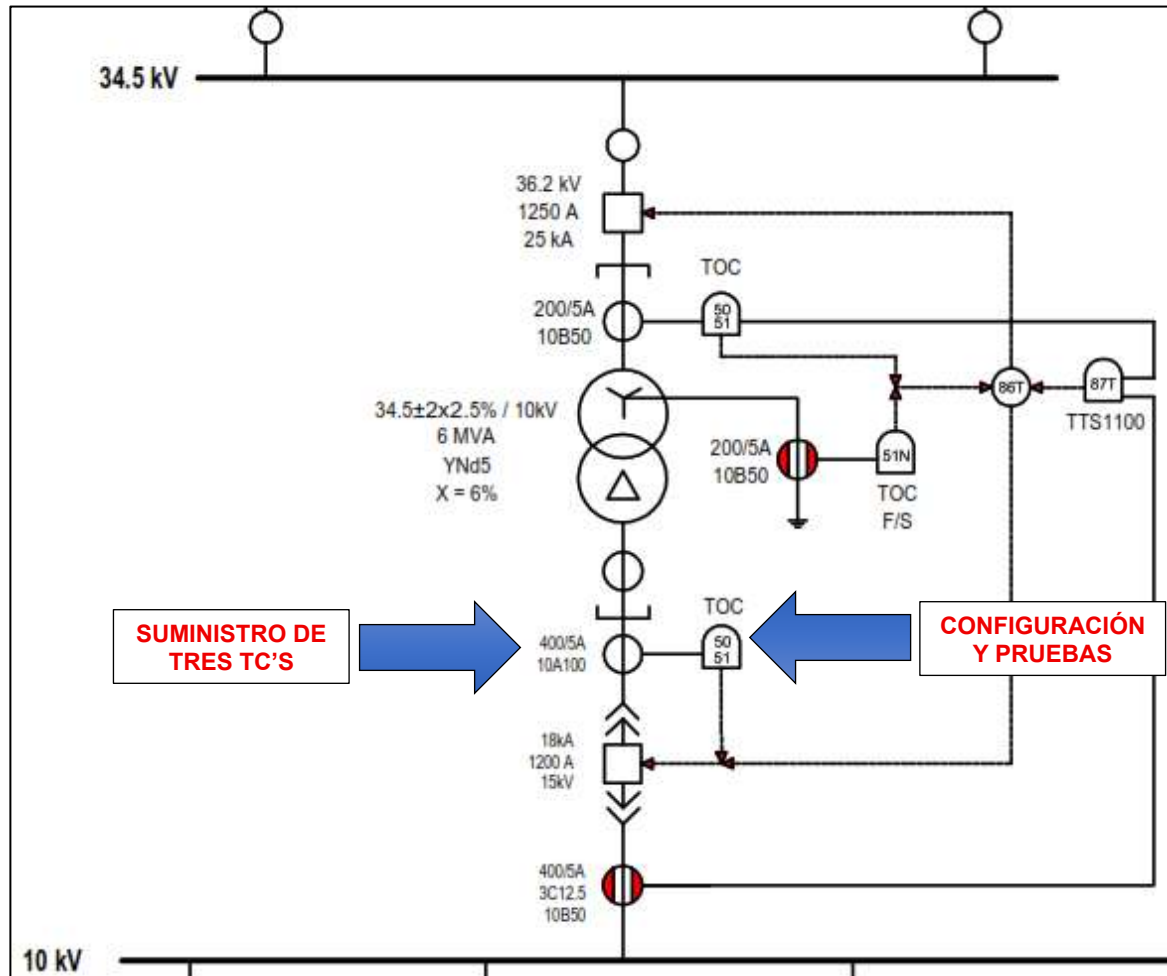 34.5 kV
36.2 kV
1250 A
25 kA
TOC
200/5A
10B50
50
51
34.5±2x2.5% / 10kV
6 MVA
YNd5
X = 6%
86T
87T
TTS1100
200/5A
10B50
51N
TOC
F/S
SUMINISTRO DE
TRES TC’S
400/5A
10A100
TOC
50
51
CONFIGURACIÓN
Y PRUEBAS
18kA
1200 A
15kV
400/5A
3C12.5
10B50
10 kV